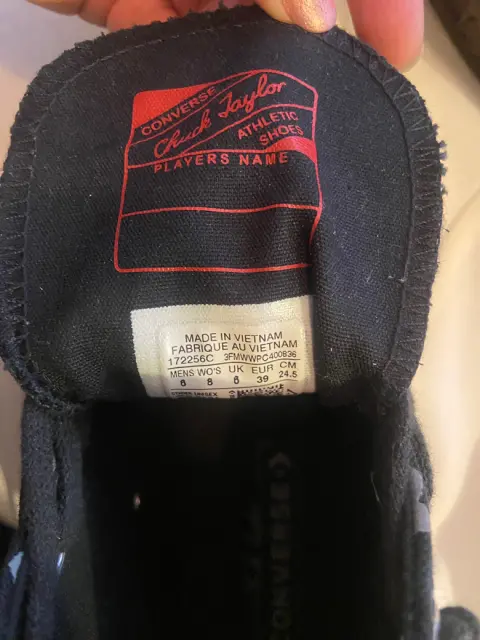 CONVERSE
Chuck Taylor
ATHLETIC
SHOES
PLAYERS NAME
MADE IN VIETNAM
FABRIQUE AU VIETNAM
172256C 3FMWWPC400836
MENS WO'S UK EUR CM
6 8 6 39 24.5
CONVERSE